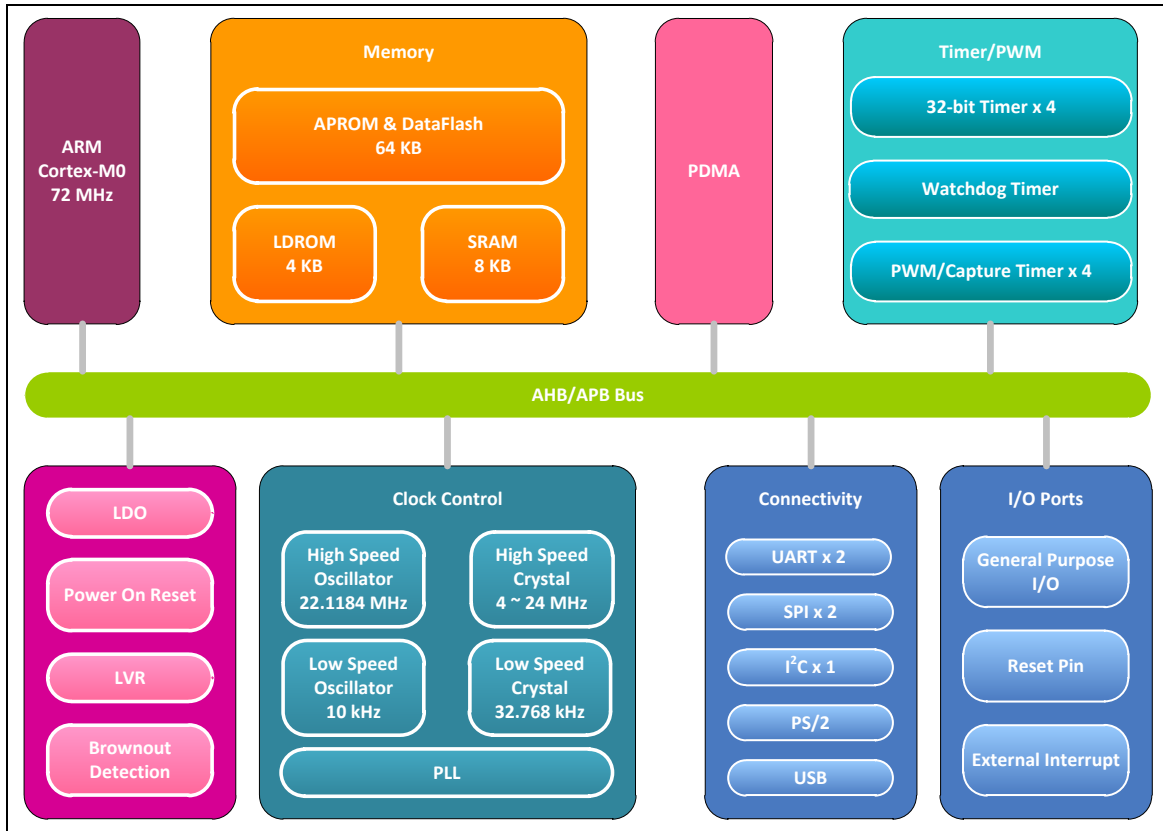 ARM
Cortex-M0
72 MHz
Memory
APROM & DataFlash
64 KB
LDROM
4 KB
SRAM
8 KB
PDMA
Timer/PWM
32-bit Timer x 4
Watchdog Timer
PWM/Capture Timer x 4
AHB/APB Bus
LDO
Power On Reset
LVR
Brownout
Detection
Clock Control
High Speed
Oscillator
22.1184 MHz
High Speed
Crystal
4 ~ 24 MHz
Low Speed
Oscillator
10 kHz
Low Speed
Crystal
32.768 kHz
PLL
Connectivity
UART x 2
SPI x 2
I²C x 1
PS/2
USB
I/O Ports
General Purpose
I/O
Reset Pin
External Interrupt